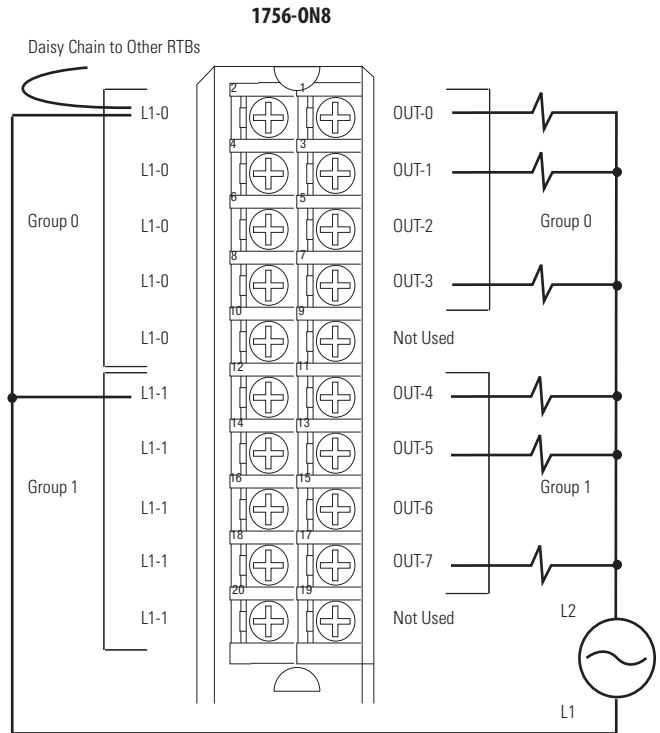 1756-ON8
Daisy Chain to Other RTBs
2 1
L1-0 OUT-0
4 3
L1-0 OUT-1
6 5
Group 0 L1-0 OUT-2 Group 0
8 7
L1-0 OUT-3
10 9
L1-0 Not Used
12 11
L1-1 OUT-4
14 13
L1-1 OUT-5
16 15
Group 1 L1-1 OUT-6 Group 1
18 17
L1-1 OUT-7
20 19
L1-1 Not Used
L2
L1